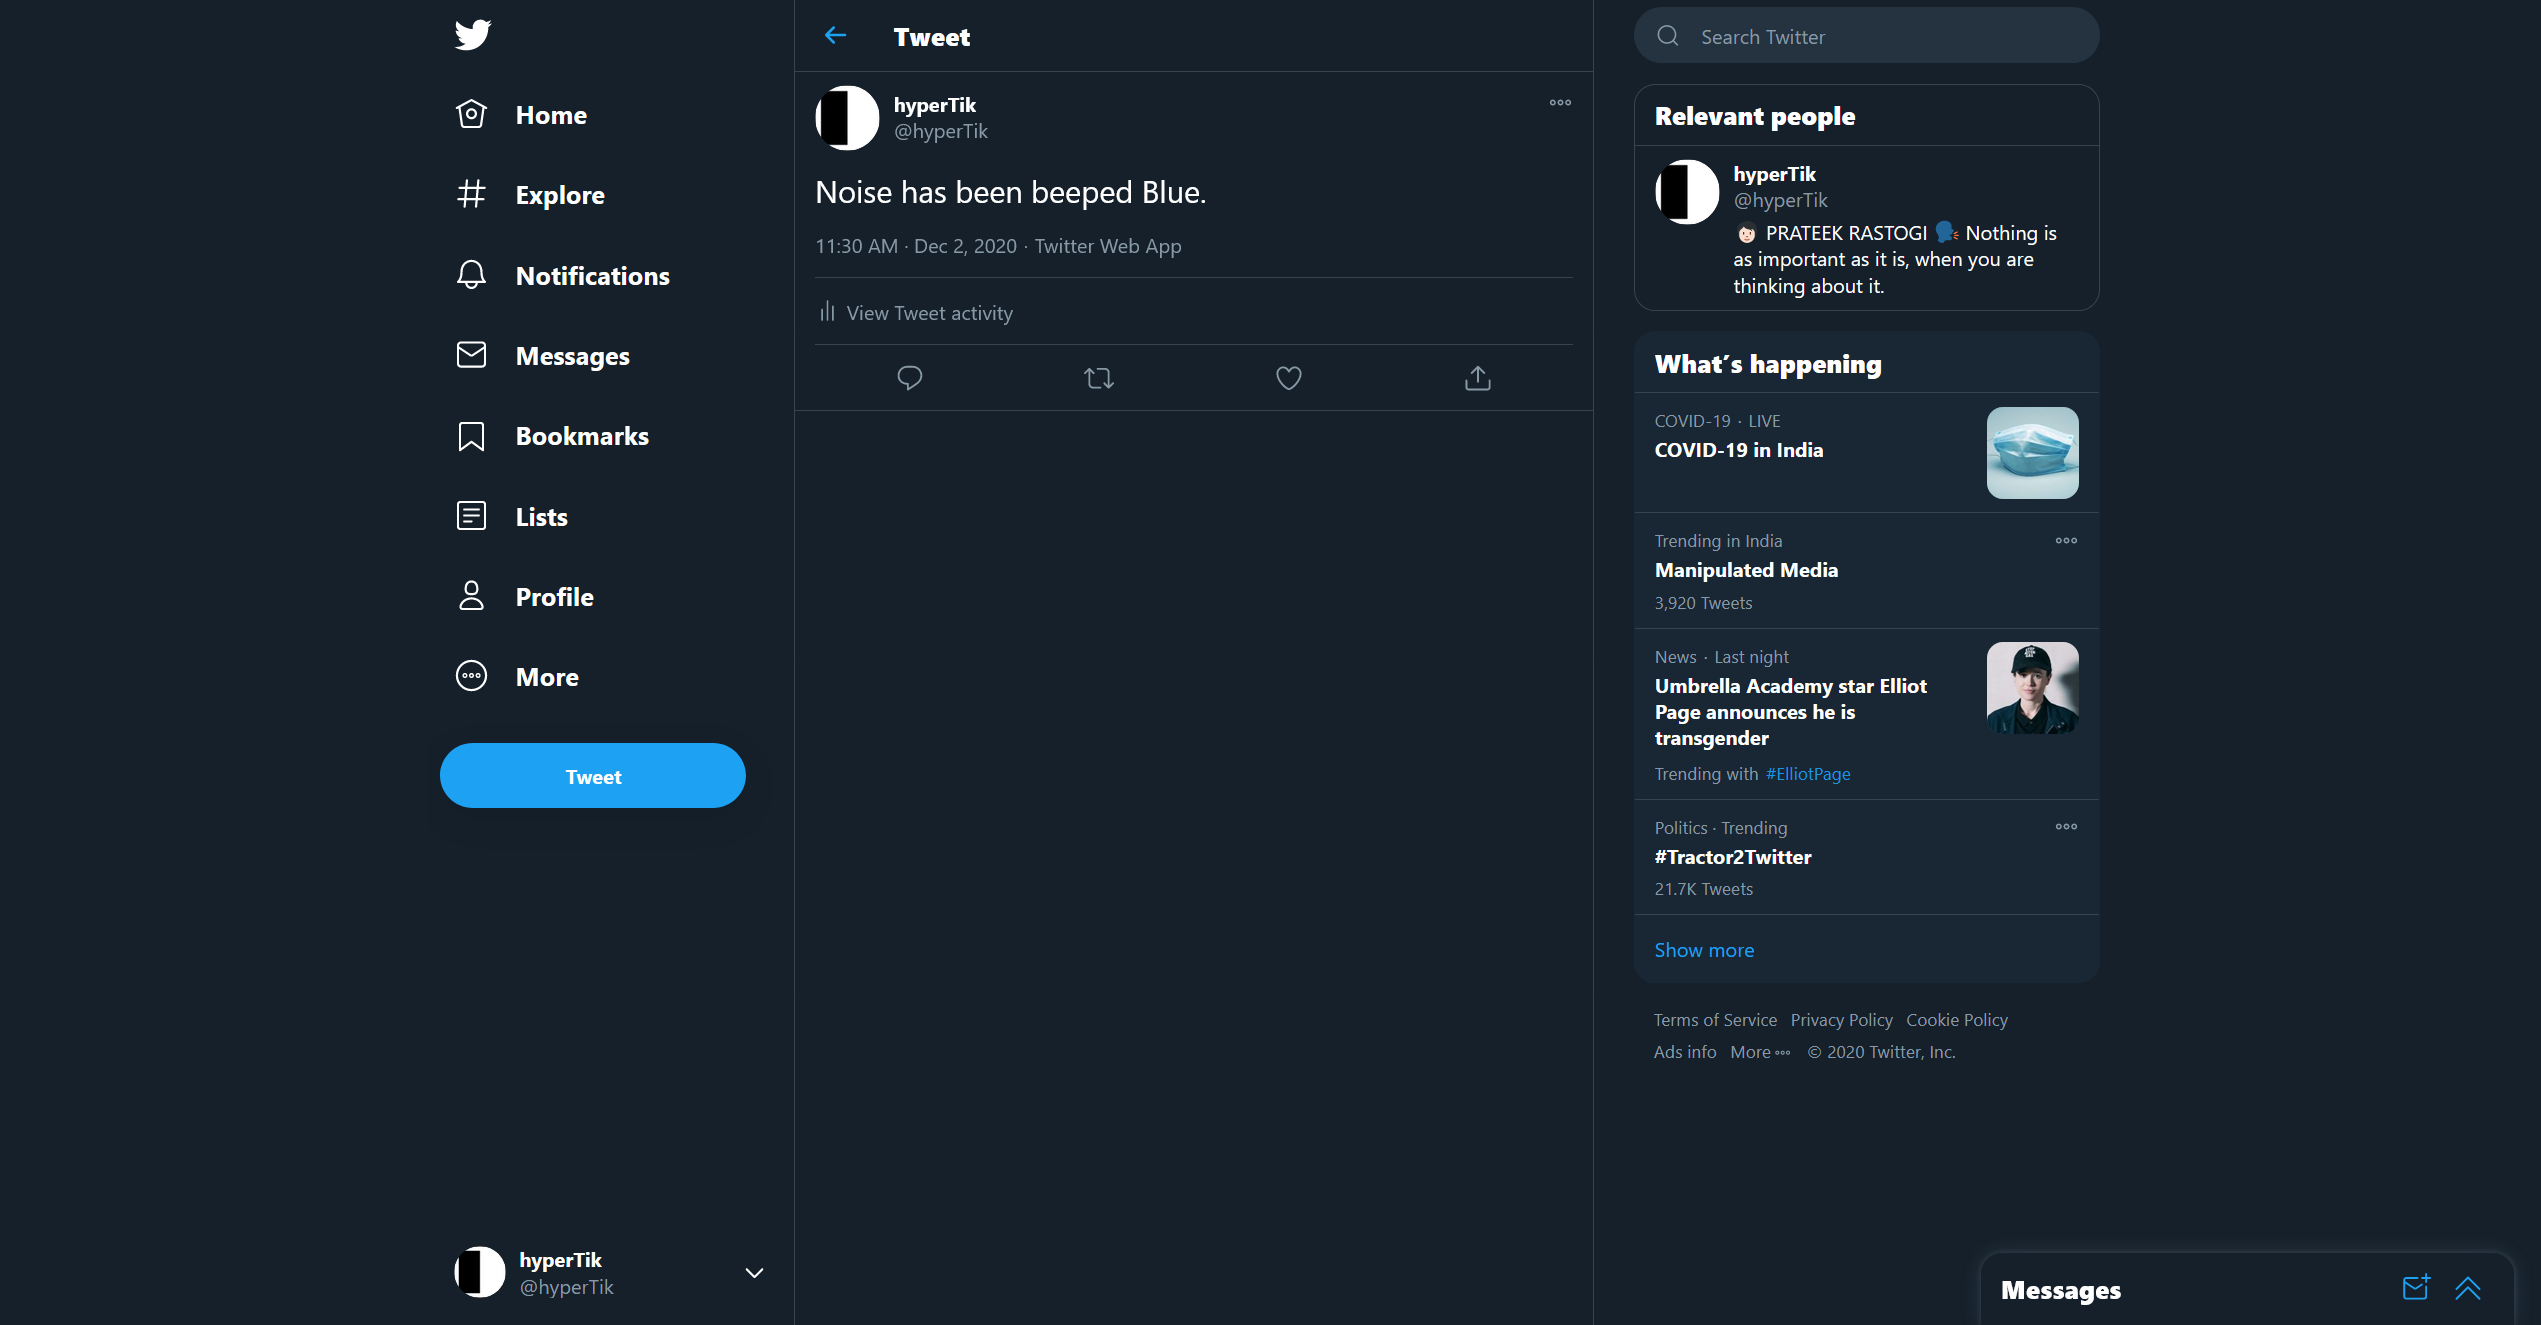 Home
Explore
Notifications
Messages
Bookmarks
Lists
Profile
More
Tweet
hyperTik
@hyperTik
Tweet
hyperTik
@hyperTik
Noise has been beeped Blue.
11:30 AM · Dec 2, 2020 · Twitter Web App
View Tweet activity
Search Twitter
Relevant people
hyperTik
@hyperTik
PRATEEK RASTOGI Nothing is
as important as it is, when you are
thinking about it.
What's happening
COVID-19 · LIVE
COVID-19 in India
Trending in India
Manipulated Media
3,920 Tweets
News · Last night
Umbrella Academy star Elliot
Page announces he is
transgender
Trending with #ElliotPage
Politics · Trending
#Tractor2Twitter
21.7K Tweets
Show more
Terms of Service Privacy Policy Cookie Policy
Ads info More © 2020 Twitter, Inc.
Messages